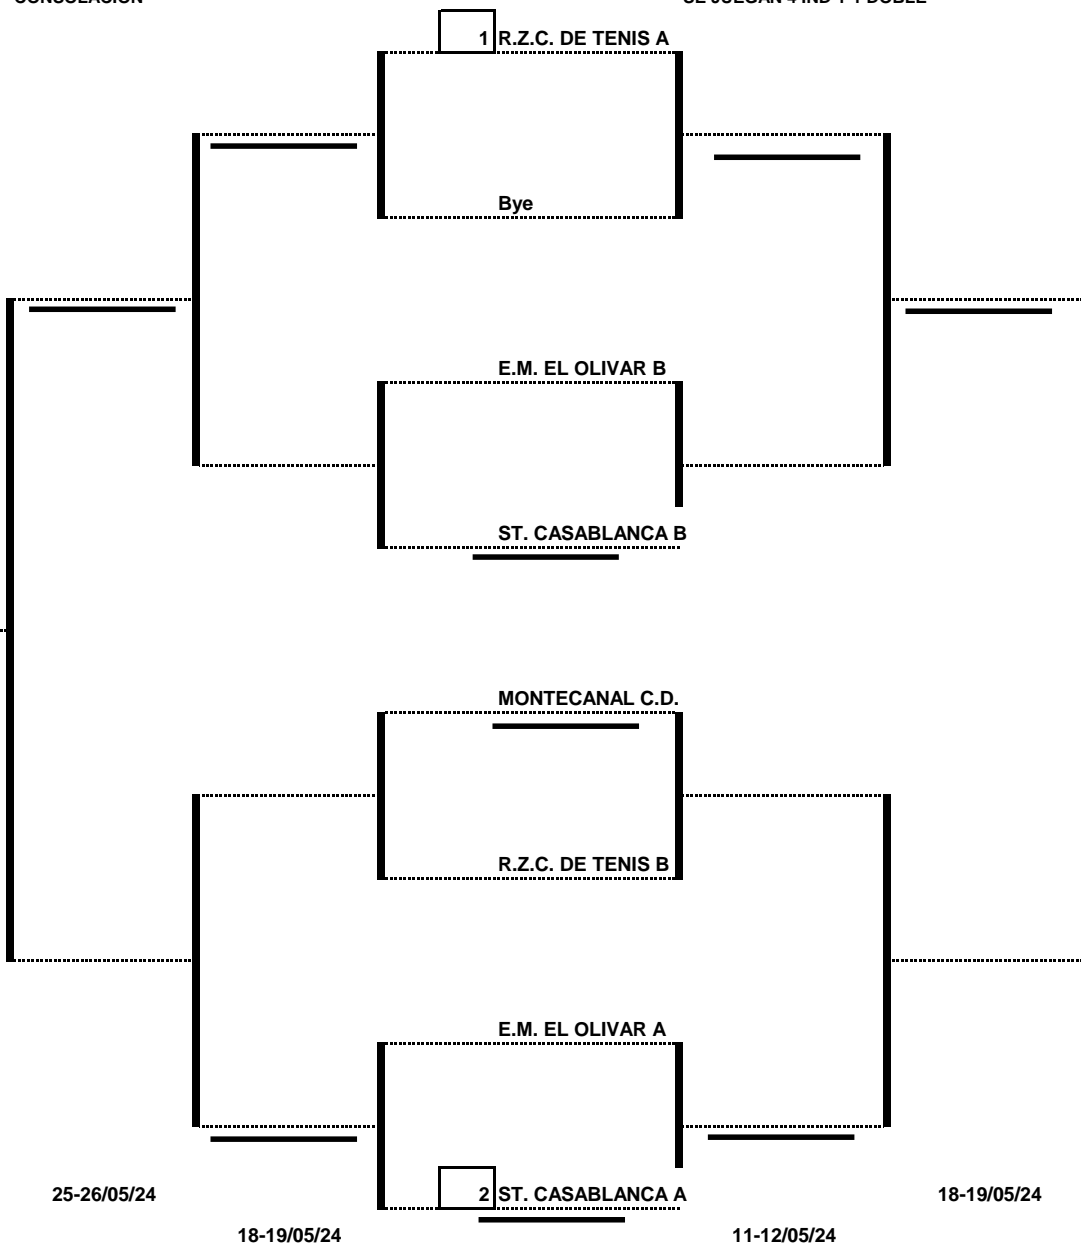 1 R.Z.C. DE TENIS A
Bye
E.M. EL OLIVAR B
ST. CASABLANCA B
MONTECANAL C.D.
R.Z.C. DE TENIS B
E.M. EL OLIVAR A
2 ST. CASABLANCA A
25-26/05/24
18-19/05/24
18-19/05/24
11-12/05/24